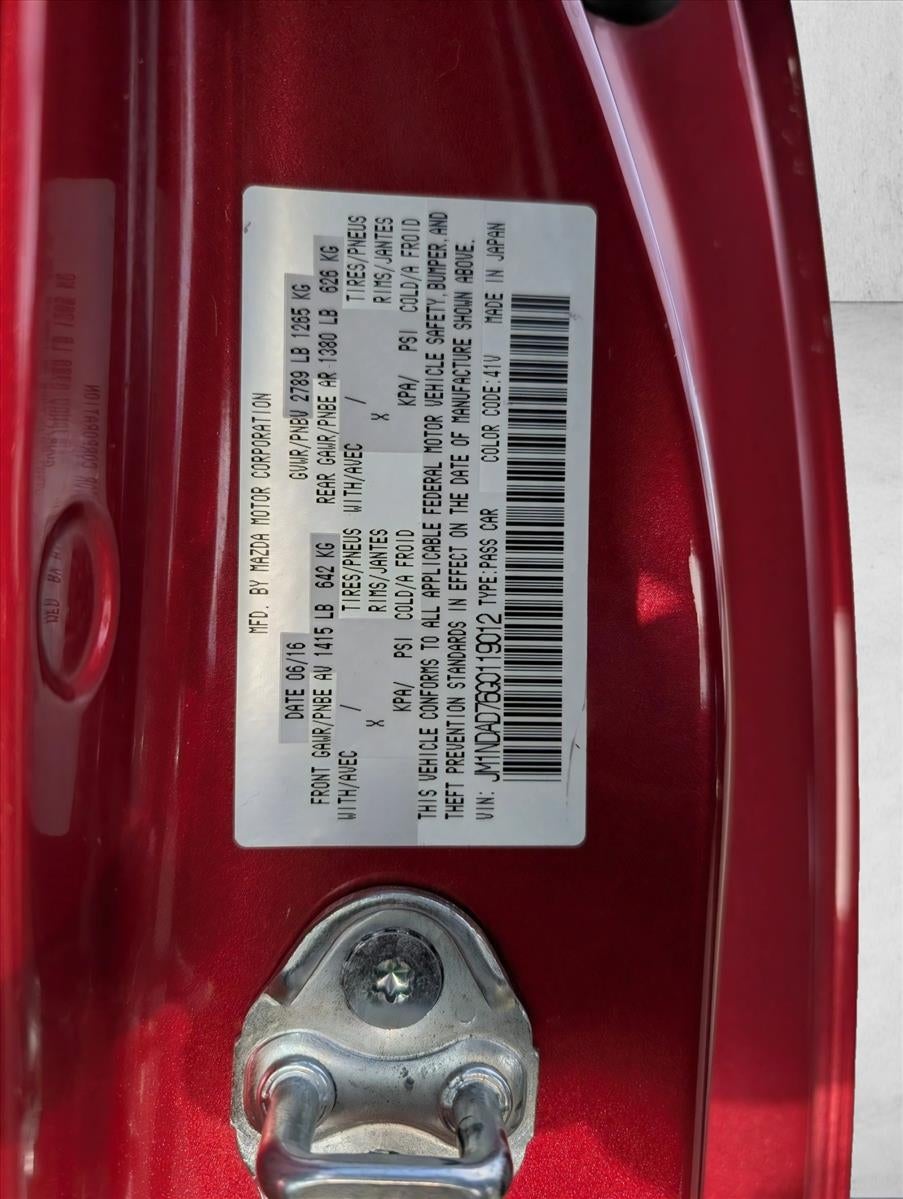 MFD. BY MAZDA MOTOR CORPORATION
DATE 06/16 GVWR/PNBV 2789 LB 1265 KG
FRONT GAWR/PNBE AV 1415 LB 642 KG REAR GAWR/PNBE AR 1380 LB 626 KG
WITH/AVEC / TIRES/PNEUS WITH/AVEC / TIRES/PNEUS
X RIMS/JANTES X RIMS/JANTES
KPA/ PSI COLD/A FROID KPA/ PSI COLD/A FROID
THIS VEHICLE CONFORMS TO ALL APPLICABLE FEDERAL MOTOR VEHICLE SAFETY, BUMPER, AND
THEFT PREVENTION STANDARDS IN EFFECT ON THE DATE OF MANUFACTURE SHOWN ABOVE.
VIN: JM1NDAD76G0119012 TYPE:PASS CAR COLOR CODE:41V MADE IN JAPAN